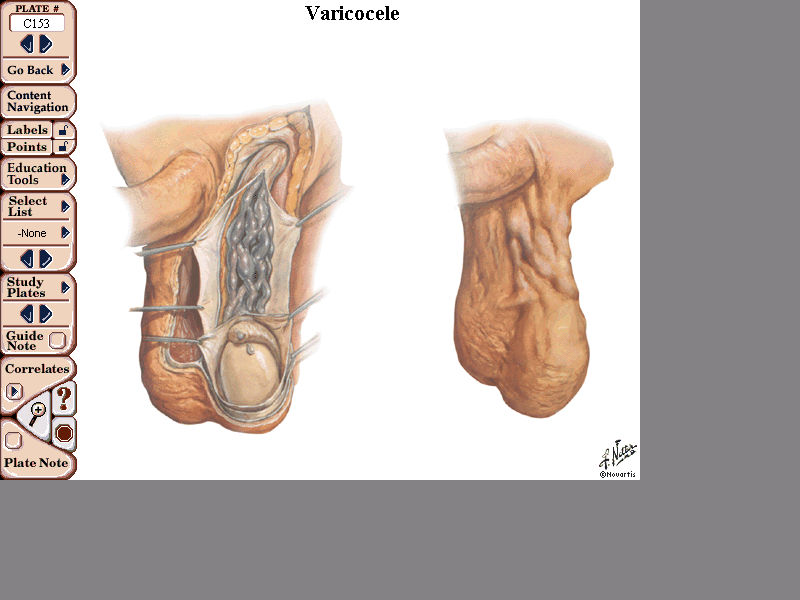 Varicocele
PLATE #
C153
Go Back
Content
Navigation
Labels
Points
Education
Tools
Select
List
-None
Study
Plates
Guide
Note
Correlates
?
Plate Note
F. Netter
©Novartis